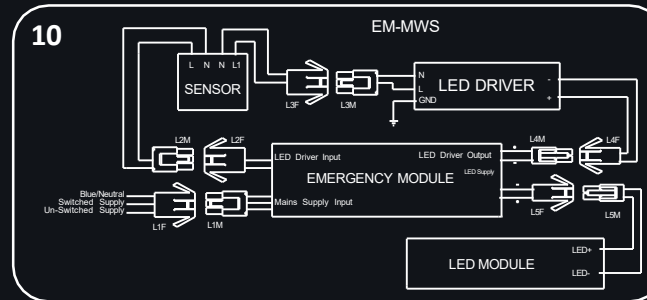 10
EM-MWS
L N N L1
SENSOR
L3F
L3M
N
L
GND
LED DRIVER
-
+
L2M
L2F
L4M
L4F
LED Driver Input
LED Driver Output
LED Supply
EMERGENCY MODULE
Mains Supply Input
Blue/Neutral
Switched Supply
Un-Switched Supply
L1F
L1M
L5F
L5M
LED+
LED-
LED MODULE